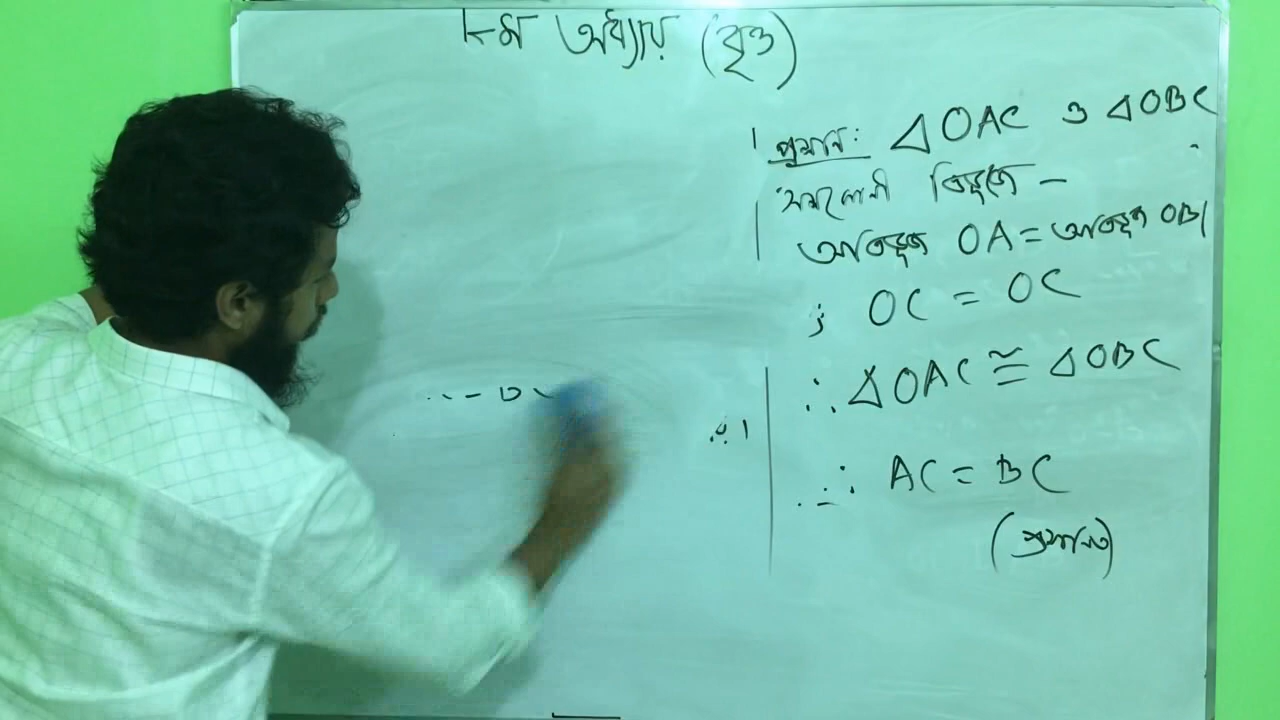 ৮ম অধ্যায় (বৃত্ত)
প্রমান: △OAC ও △OBC
সমকোণী ত্রিভুজে –
অতিভুজ OA = অতিভুজ OB
; OC = OC
∴ △OAC ≅ △OBC
∴ AC = BC
(প্রমানিত)